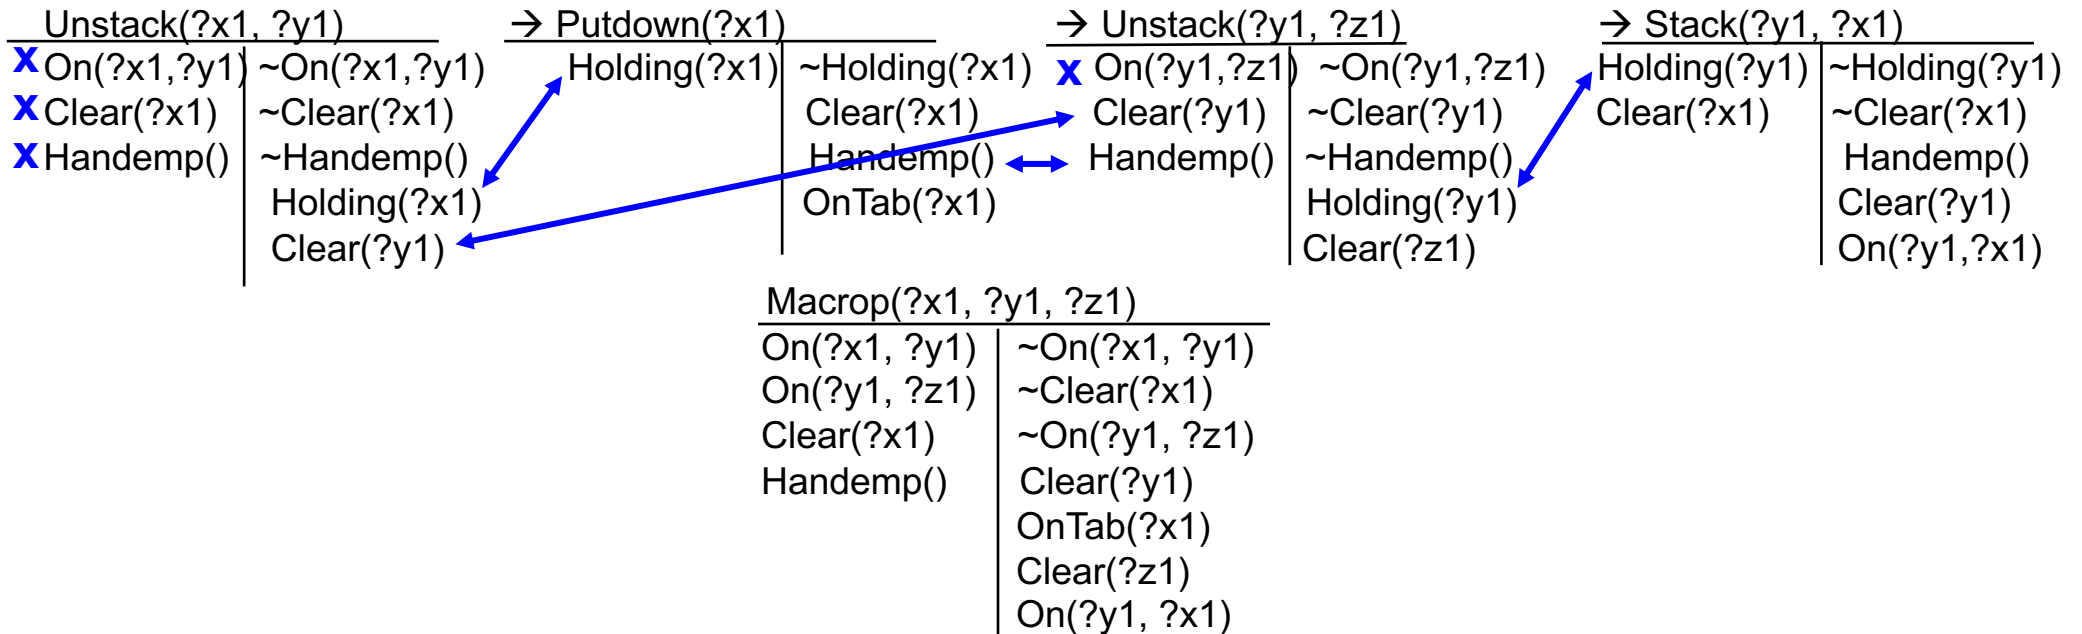 Unstack(?x1, ?y1)
x On(?x1,?y1) ~On(?x1,?y1)
x Clear(?x1) ~Clear(?x1)
x Handemp() ~Handemp()
Holding(?x1)
Clear(?y1)
→ Putdown(?x1)
Holding(?x1) ~Holding(?x1)
Clear(?x1)
Handemp()
OnTab(?x1)
→ Unstack(?y1, ?z1)
x On(?y1,?z1) ~On(?y1,?z1)
Clear(?y1) ~Clear(?y1)
Handemp() ~Handemp()
Holding(?y1)
Clear(?z1)
→ Stack(?y1, ?x1)
Holding(?y1) ~Holding(?y1)
Clear(?x1) ~Clear(?x1)
Handemp()
Clear(?y1)
On(?y1,?x1)
Macrop(?x1, ?y1, ?z1)
On(?x1, ?y1) ~On(?x1, ?y1)
On(?y1, ?z1) ~Clear(?x1)
Clear(?x1) ~On(?y1, ?z1)
Handemp() Clear(?y1)
OnTab(?x1)
Clear(?z1)
On(?y1, ?x1)